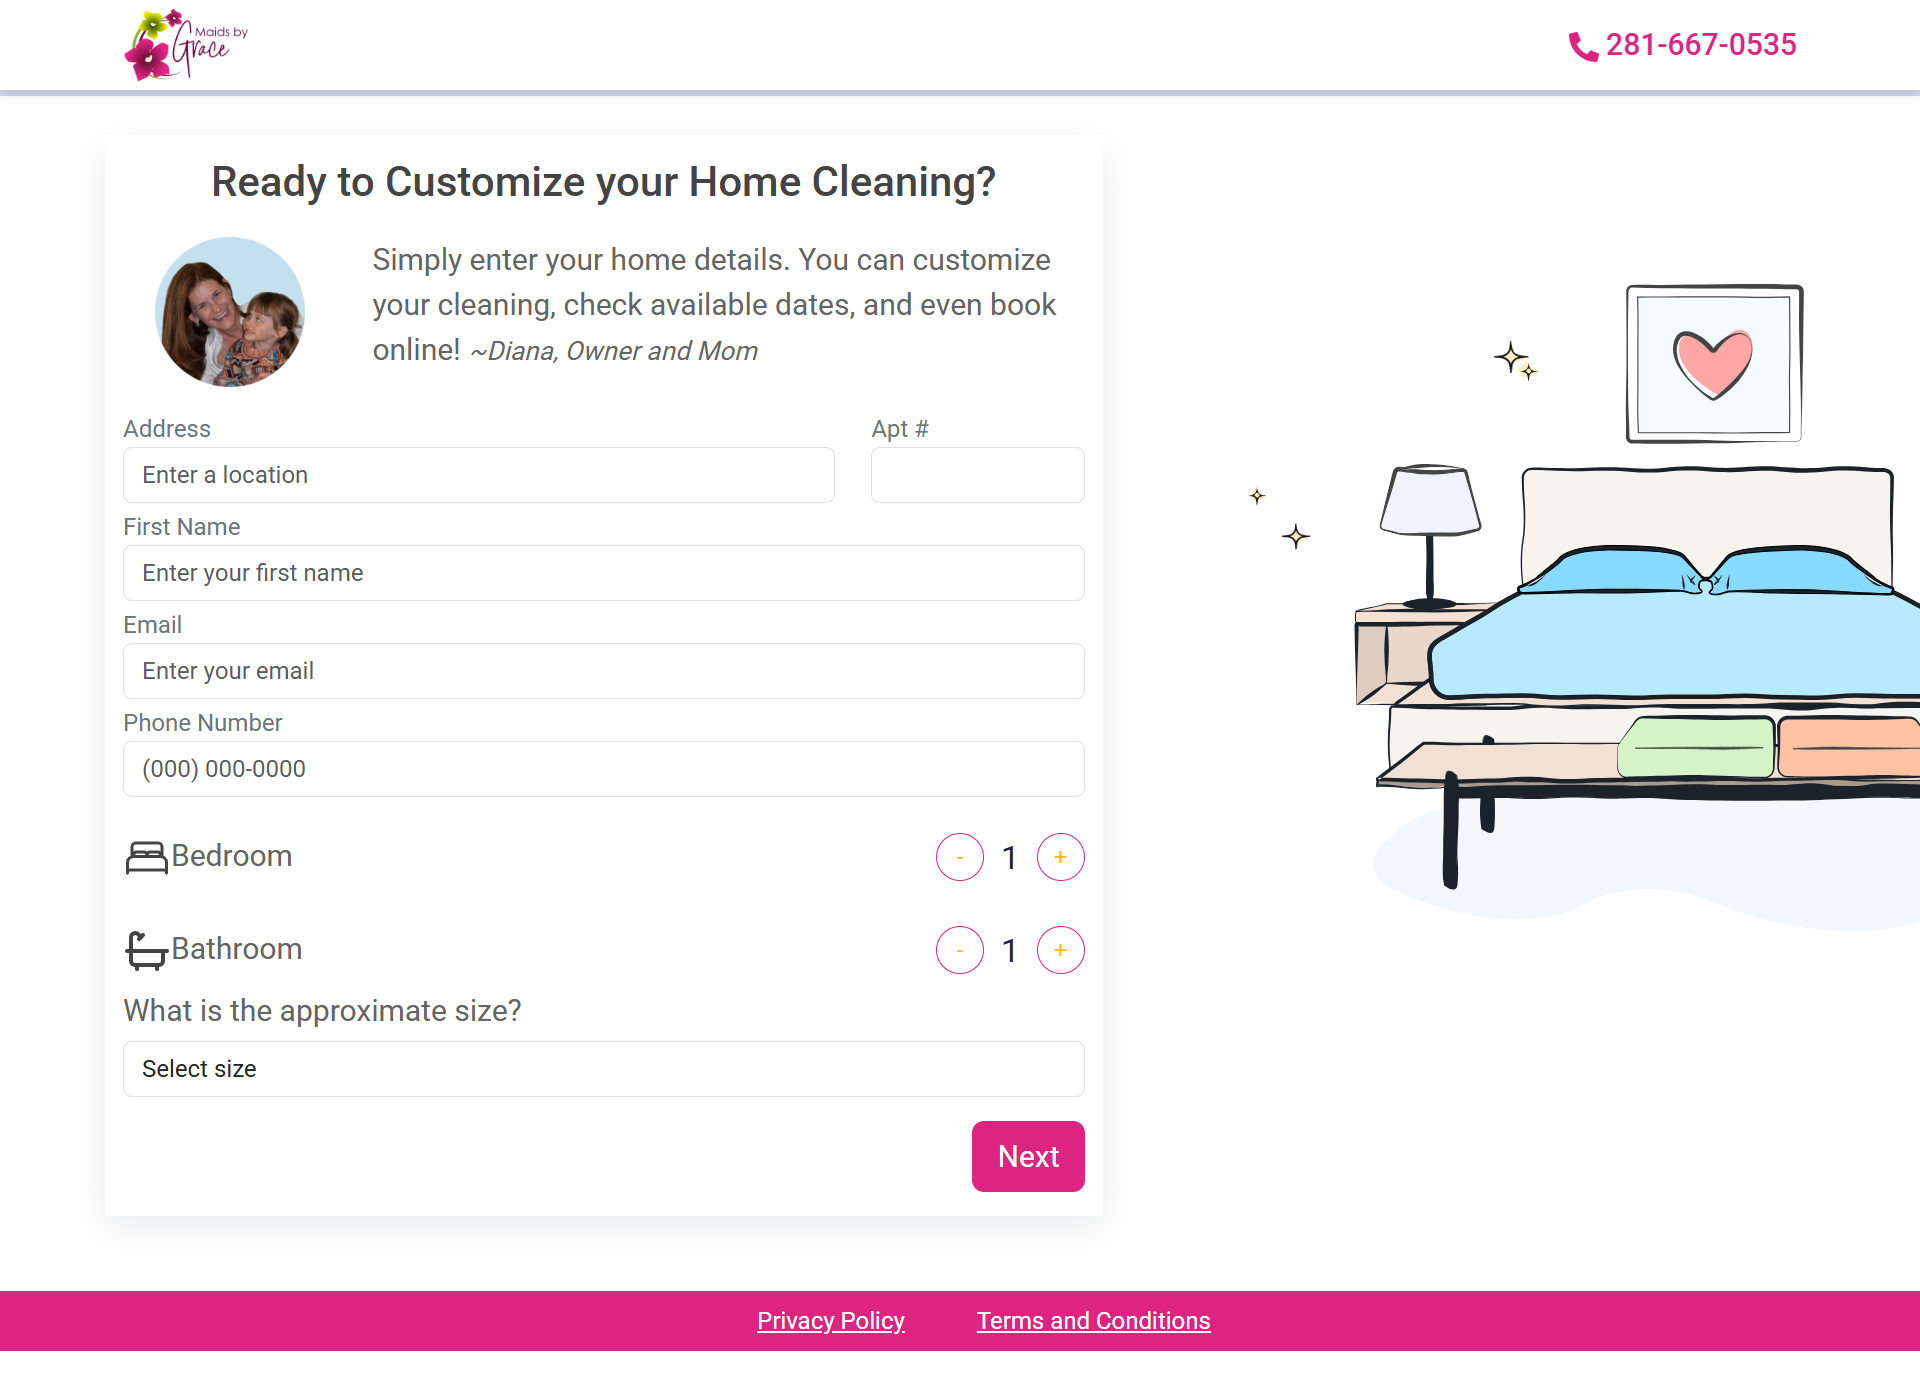 Maids by
Grace
281-667-0535
Ready to Customize your Home Cleaning?
Simply enter your home details. You can customize
your cleaning, check available dates, and even book
online! ~Diana, Owner and Mom
Address
Apt #
Enter a location
First Name
Enter your first name
Email
Enter your email
Phone Number
(000) 000-0000
Bedroom
- 1 +
Bathroom
- 1 +
What is the approximate size?
Select size
Next
Privacy Policy
Terms and Conditions